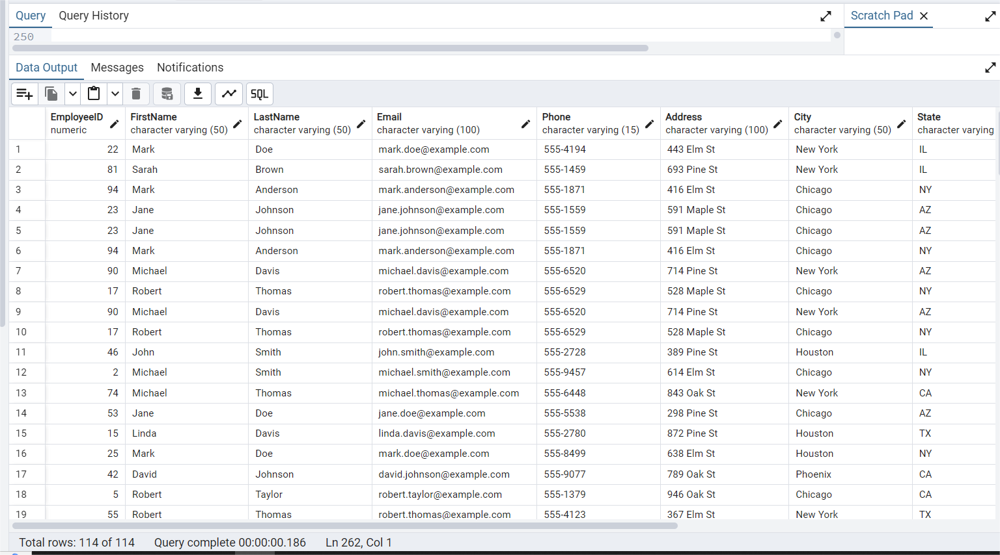 Query Query History Scratch Pad
250
Data Output Messages Notifications
SQL
EmployeeID FirstName LastName Email Phone Address City State
numeric character varying (50) character varying (50) character varying (100) character varying (15) character varying (100) character varying (50) character varying
1 22 Mark Doe mark.doe@example.com 555-4194 443 Elm St New York IL
2 81 Sarah Brown sarah.brown@example.com 555-1459 693 Pine St New York IL
3 94 Mark Anderson mark.anderson@example.com 555-1871 416 Elm St Chicago NY
4 23 Jane Johnson jane.johnson@example.com 555-1559 591 Maple St Chicago AZ
5 23 Jane Johnson jane.johnson@example.com 555-1559 591 Maple St Chicago AZ
6 94 Mark Anderson mark.anderson@example.com 555-1871 416 Elm St Chicago NY
7 90 Michael Davis michael.davis@example.com 555-6520 714 Pine St New York AZ
8 17 Robert Thomas robert.thomas@example.com 555-6529 528 Maple St Chicago NY
9 90 Michael Davis michael.davis@example.com 555-6520 714 Pine St New York AZ
10 17 Robert Thomas robert.thomas@example.com 555-6529 528 Maple St Chicago NY
11 46 John Smith john.smith@example.com 555-2728 389 Pine St Houston IL
12 2 Michael Smith michael.smith@example.com 555-9457 614 Elm St Chicago NY
13 74 Michael Thomas michael.thomas@example.com 555-6448 843 Oak St New York CA
14 53 Jane Doe jane.doe@example.com 555-5538 298 Pine St Chicago AZ
15 15 Linda Davis linda.davis@example.com 555-2780 872 Pine St Houston TX
16 25 Mark Doe mark.doe@example.com 555-8499 638 Elm St Houston NY
17 42 David Johnson david.johnson@example.com 555-9077 789 Oak St Phoenix CA
18 5 Robert Taylor robert.taylor@example.com 555-1379 946 Oak St Chicago CA
19 55 Robert Thomas robert.thomas@example.com 555-4123 367 Elm St New York TX
Total rows: 114 of 114 Query complete 00:00:00.186 Ln 262, Col 1